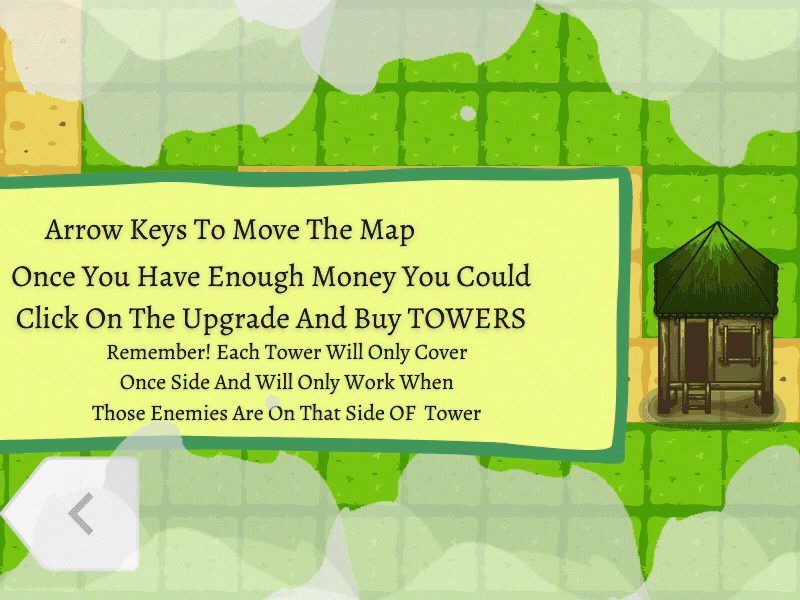 Arrow Keys To Move The Map
Once You Have Enough Money You Could
Click On The Upgrade And Buy TOWERS
Remember! Each Tower Will Only Cover
Once Side And Will Only Work When
Those Enemies Are On That Side OF Tower